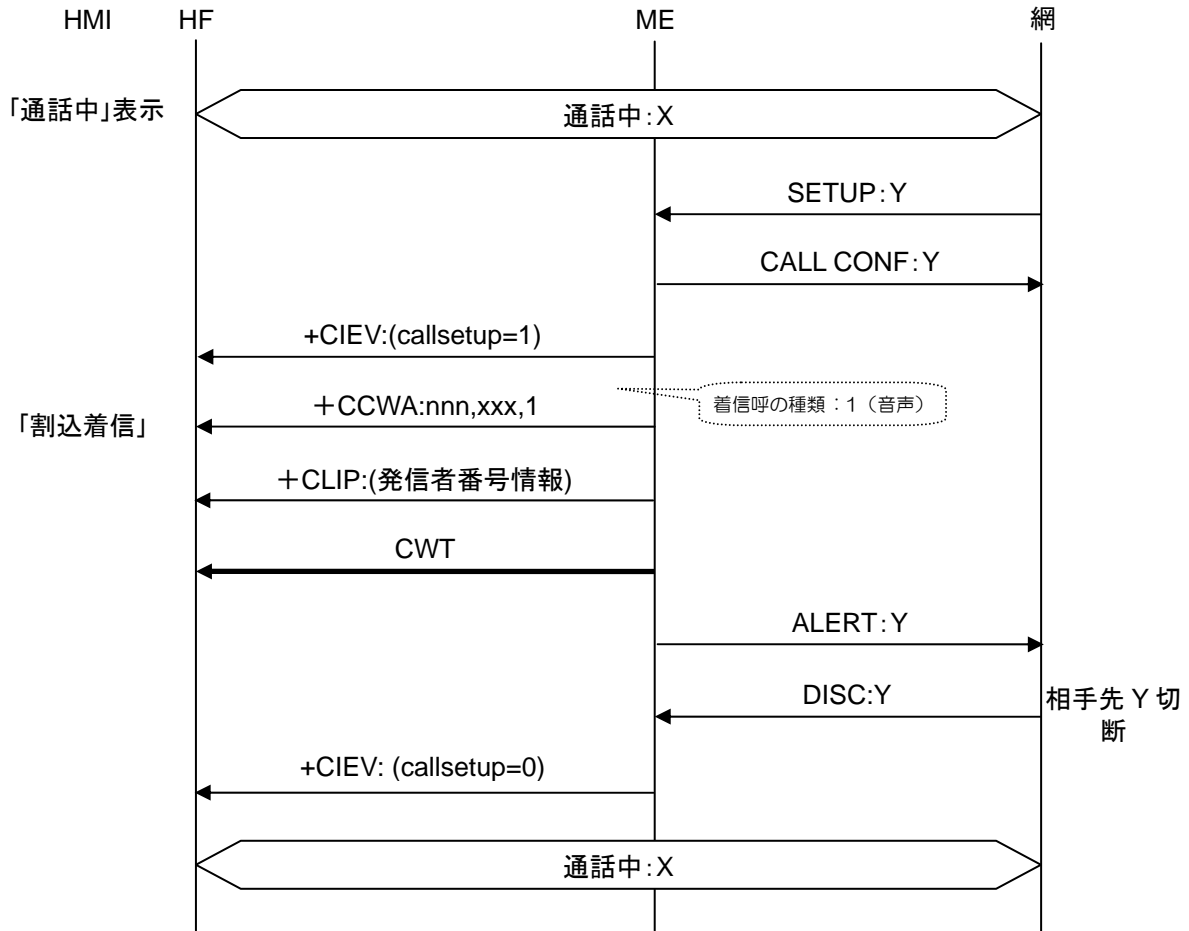 HMI HF ME 網
「通話中」表示
通話中：X
SETUP：Y
CALL CONF：Y
+CIEV:(callsetup=1)
＋CCWA:nnn,xxx,1
着信呼の種類：1（音声）
「割込着信」
＋CLIP:(発信者番号情報)
CWT
ALERT：Y
DISC:Y
相手先 Y 切
断
+CIEV: (callsetup=0)
通話中：X